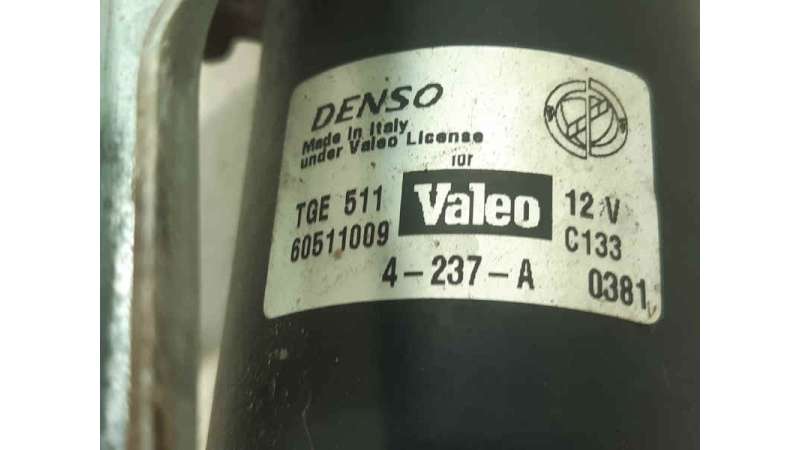 DENSO
Made in Italy
under Valeo License
for
TGE 511 Valeo 12 V
60511009 C133
4-237-A 0381